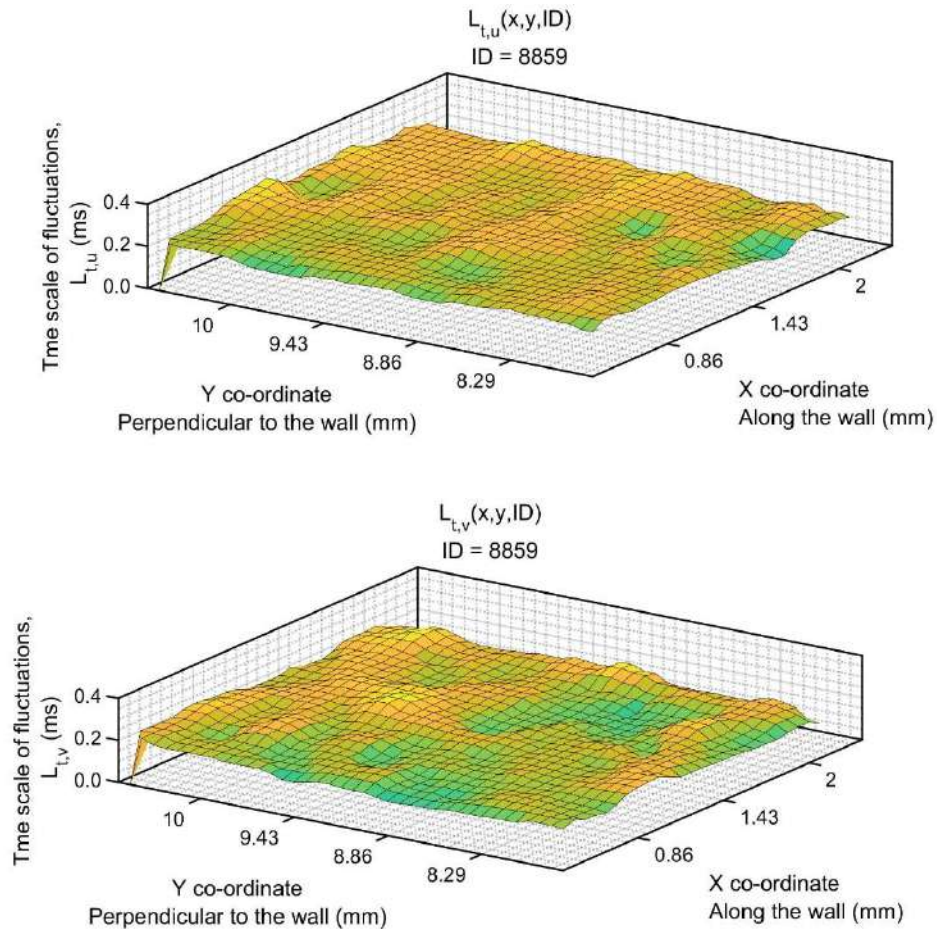 L_{t,u}(x,y,ID)
ID = 8859
Tme scale of fluctuations,
L_{t,u} (ms)
0.4
0.2
0.0
10
9.43
8.86
8.29
0.86
1.43
2
Y co-ordinate
Perpendicular to the wall (mm)
X co-ordinate
Along the wall (mm)
L_{t,v}(x,y,ID)
ID = 8859
Tme scale of fluctuations,
L_{t,v} (ms)
0.4
0.2
0.0
10
9.43
8.86
8.29
0.86
1.43
2
Y co-ordinate
Perpendicular to the wall (mm)
X co-ordinate
Along the wall (mm)